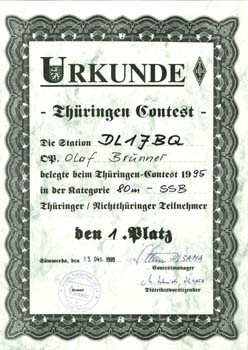 URKUNDE
- Thüringen Contest -
Die Station DL1JBQ
OP. Olaf Brünner
belegte beim Thüringen-Contest 1995
in der Kategorie 80m - SSB
Thüringer / Nichtthüringer Teilnehmer
den 1. Platz
Sömmerda, den 15. Okt. 1995
DL5AMA
Contestmanager
Distriktsvorsitzender